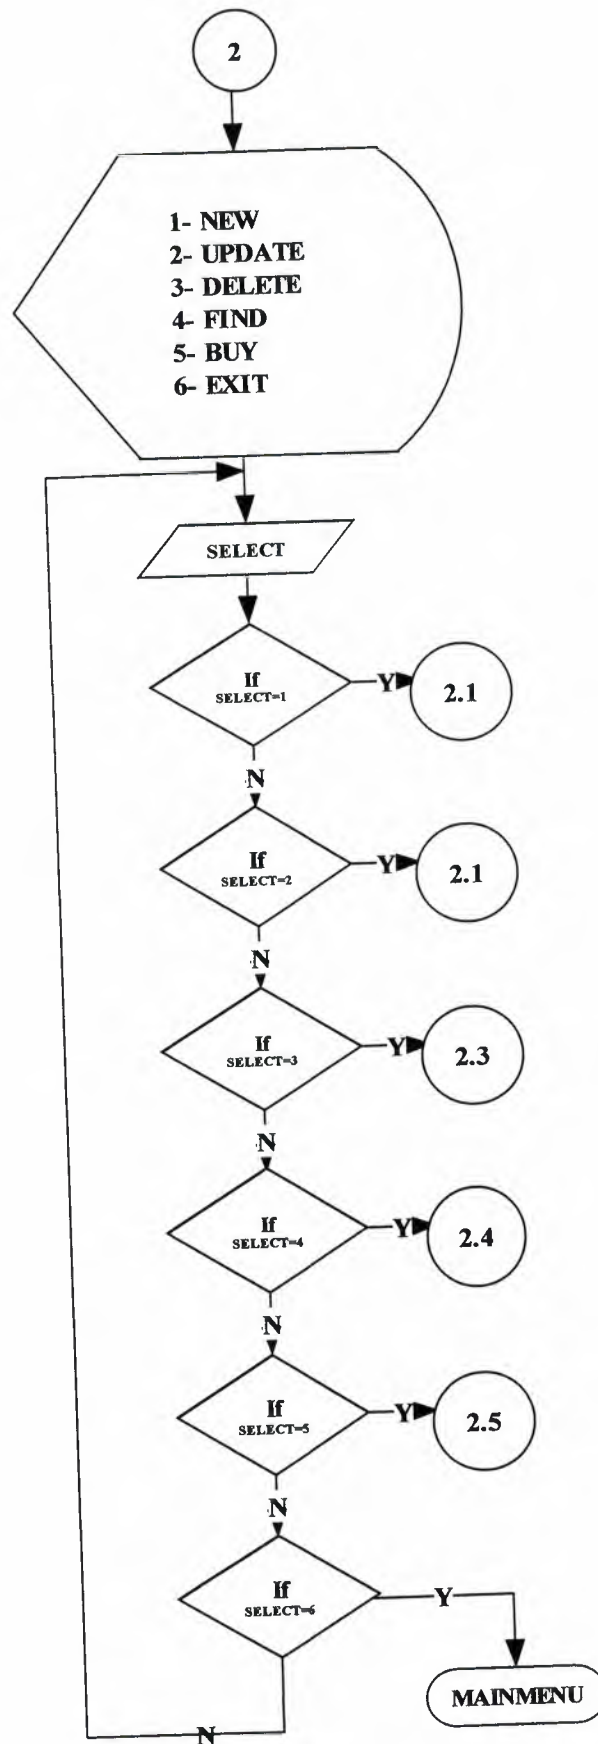 2
1- NEW
2- UPDATE
3- DELETE
4- FIND
5- BUY
6- EXIT
SELECT
If
SELECT=1
Y
2.1
N
If
SELECT=2
Y
2.1
N
If
SELECT=3
Y
2.3
N
If
SELECT=4
Y
2.4
N
If
SELECT=5
Y
2.5
N
If
SELECT=6
Y
MAINMENU
N